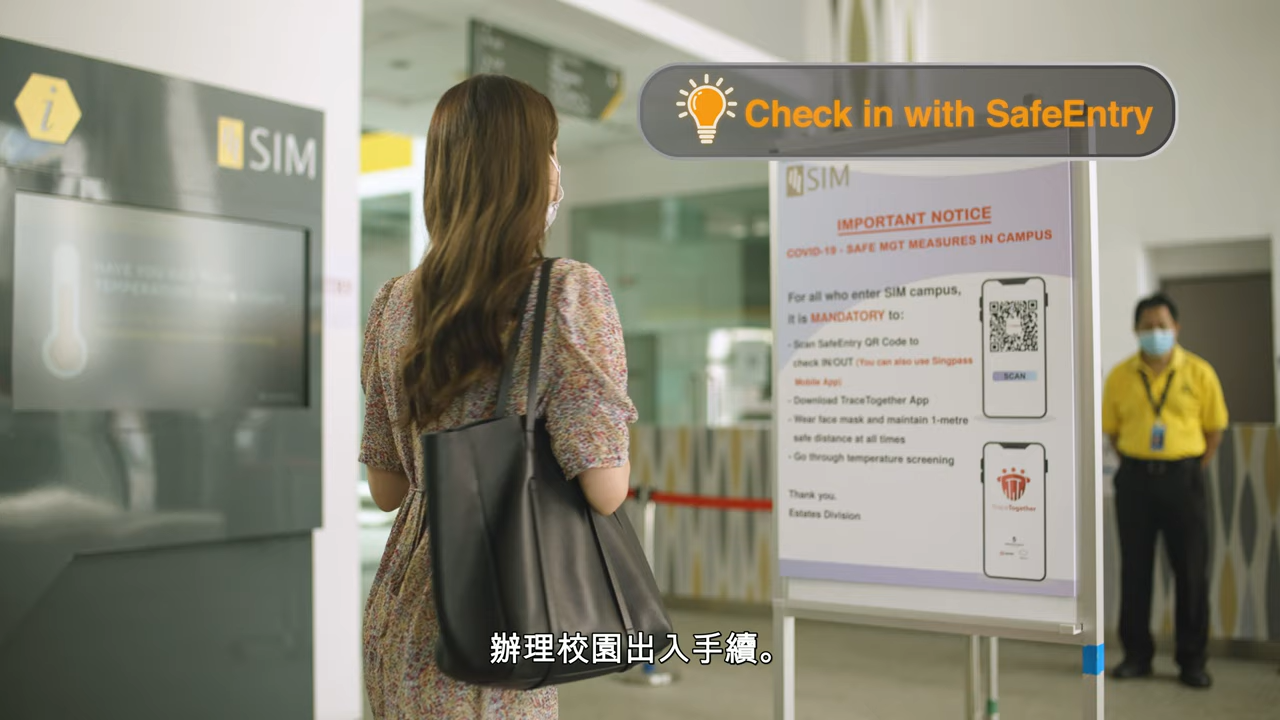 i
SIM
Check in with SafeEntry
SIM
IMPORTANT NOTICE
COVID-19 - SAFE MGT MEASURES IN CAMPUS
For all who enter SIM campus,
it is MANDATORY to:
- Scan SafeEntry QR Code to
check IN/OUT (You can also use Singpass
Mobile App)
- Download TraceTogether App
- Wear face mask and maintain 1-metre
safe distance at all times
- Go through temperature screening
Thank you.
Estates Division
SCAN
TraceTogether
辦理校園出入手續。